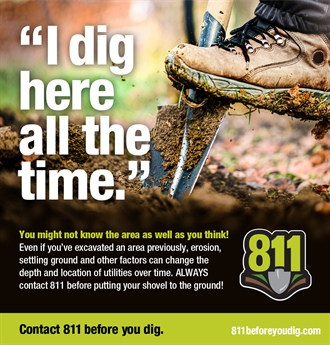 “I dig
here
all the
time.”
You might not know the area as well as you think!
Even if you've excavated an area previously, erosion,
settling ground and other factors can change the
depth and location of utilities over time. ALWAYS
contact 811 before putting your shovel to the ground!
811
Contact 811 before you dig.
811beforeyoudig.com